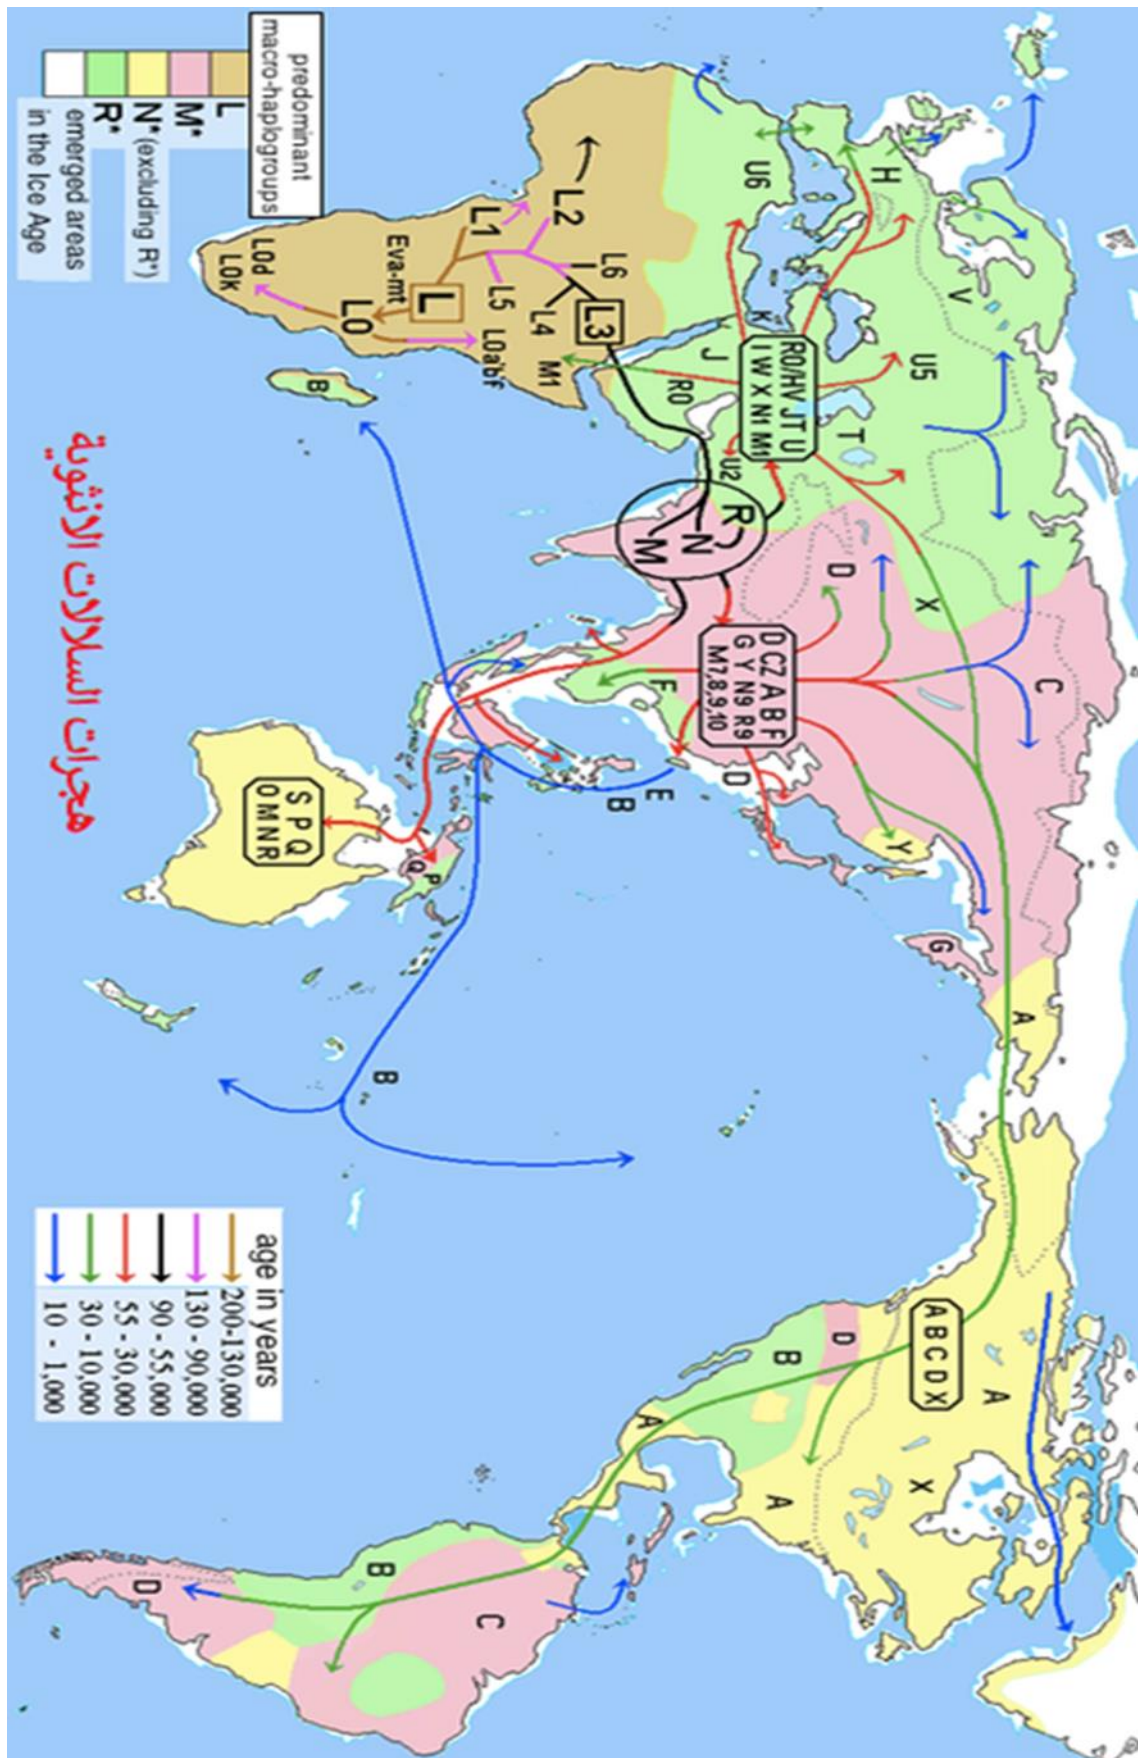 predominant
macro-haplogroups
L
M*
N* (excluding R*)
R*
emerged areas
in the Ice Age
هجرات السلالات الانثوية
age in years
200-130,000
130 - 90,000
90 - 55,000
55 - 30,000
30 - 10,000
10 - 1,000
H
V
U6
U5
K
T
J
R0
U2
R0/HV JT U
I W X N1 M1
L1
L2
L6
L5
L4
L3
L
L0
Eva-mt
L0d
L0k
L0abf
M1
B
R
N
M
D
X
C
F
D CZ A B F
G Y N9 R9
M7,8,9,10
D
E
B
Y
G
A
S P Q
O M N R
Q
P
B
A B C D X
A
X
D
B
A
A
B
C
D